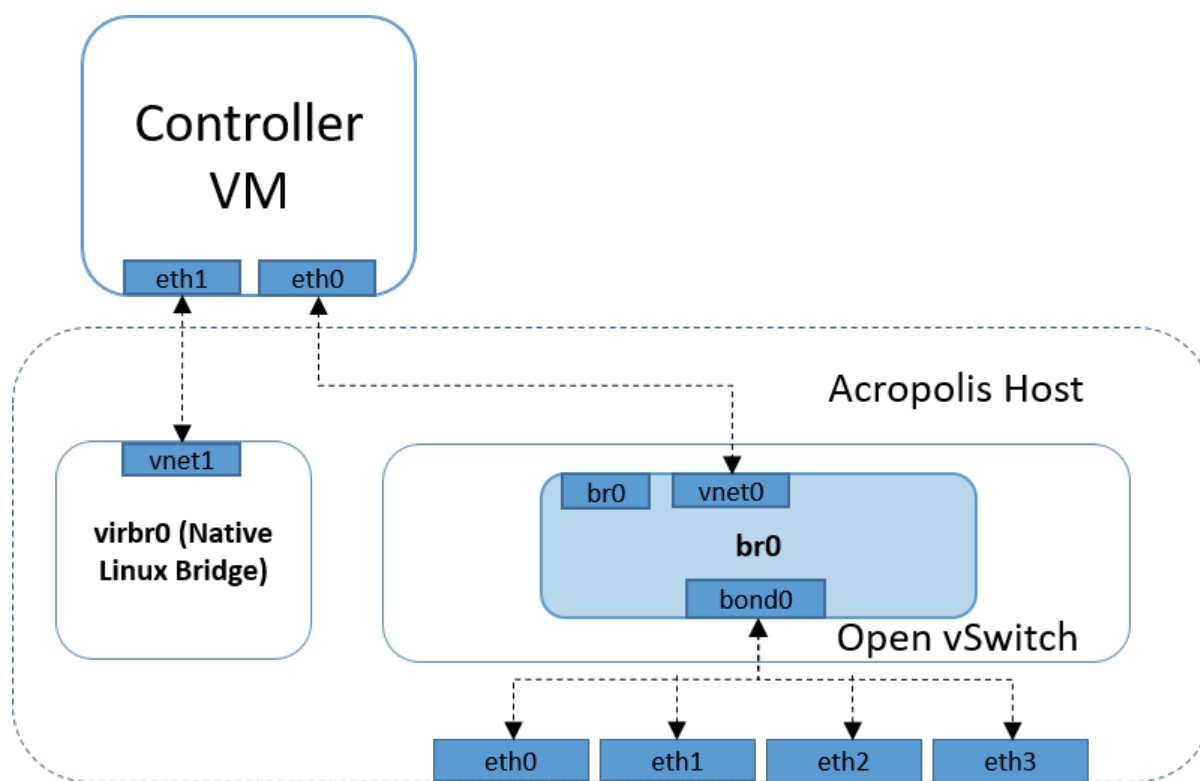 Controller
VM
eth1
eth0
Acropolis Host
vnet1
virbr0 (Native
Linux Bridge)
br0
vnet0
br0
bond0
Open vSwitch
eth0
eth1
eth2
eth3